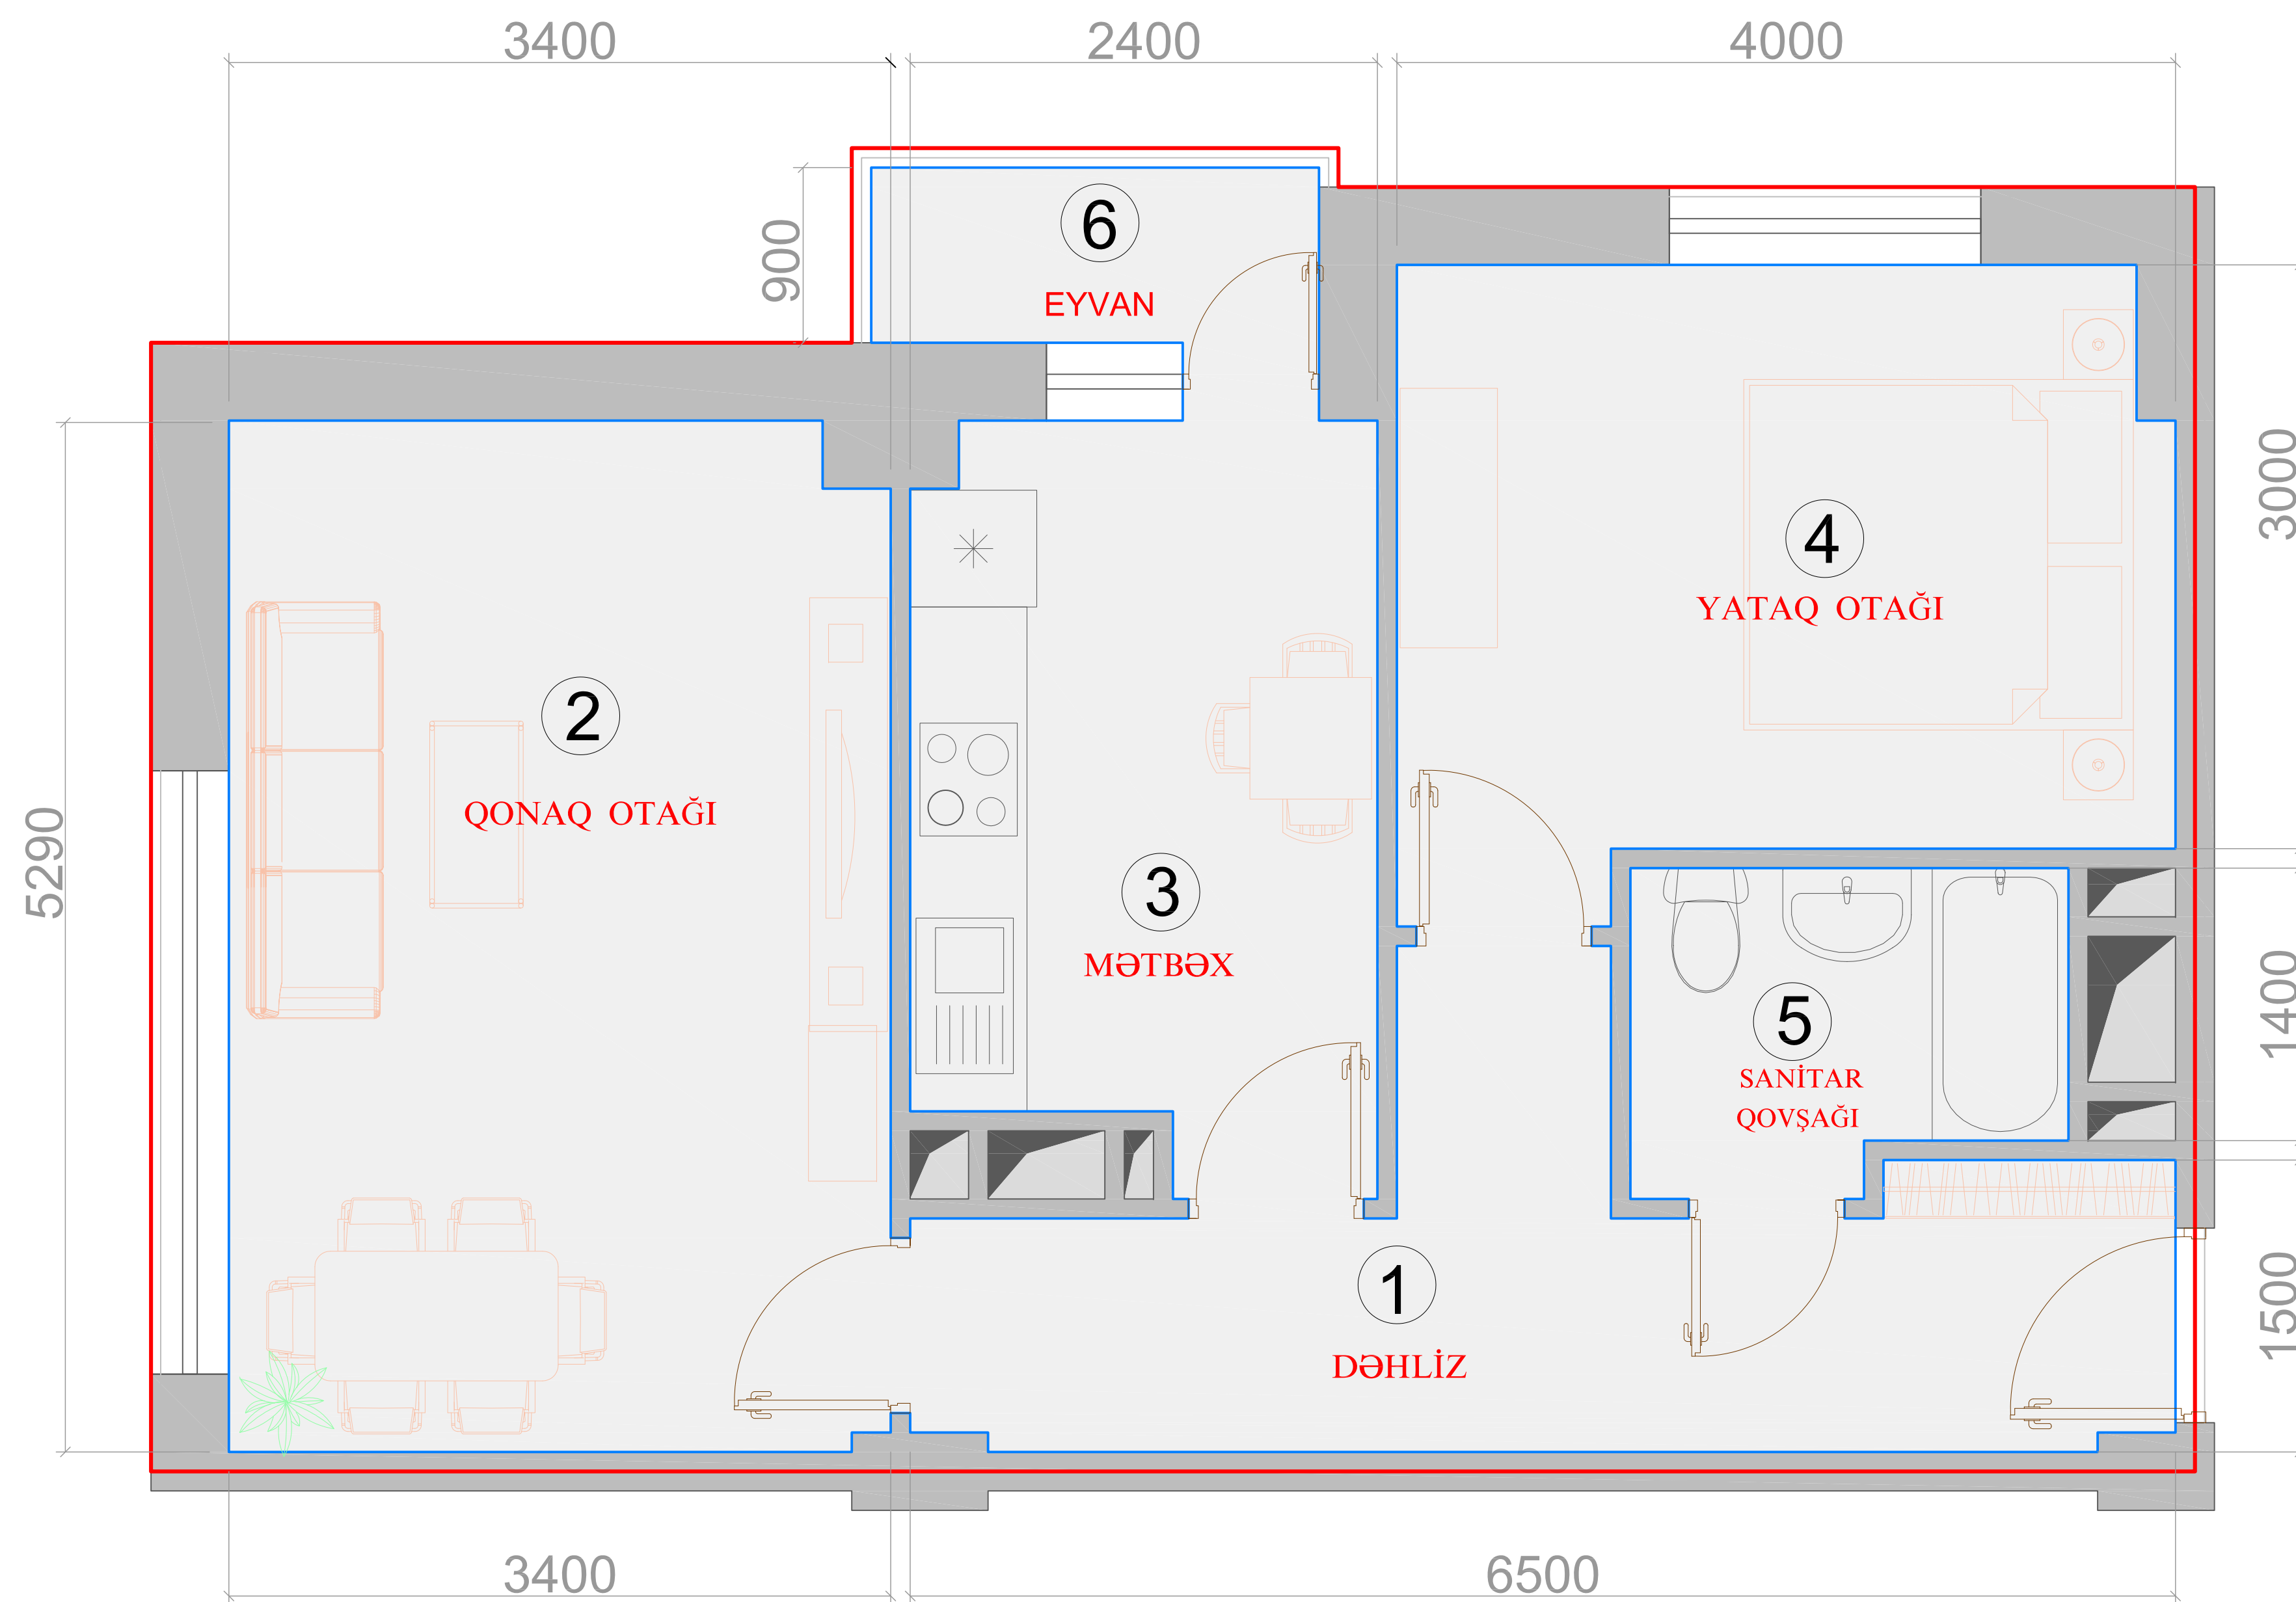 3400
2400
4000
900
6
EYVAN
3000
4
YATAQ OTAĞI
2
QONAQ OTAĞI
5290
3
MƏTBƏX
5
SANİTAR
QOVŞAĞI
1400
1
DƏHLİZ
1500
3400
6500